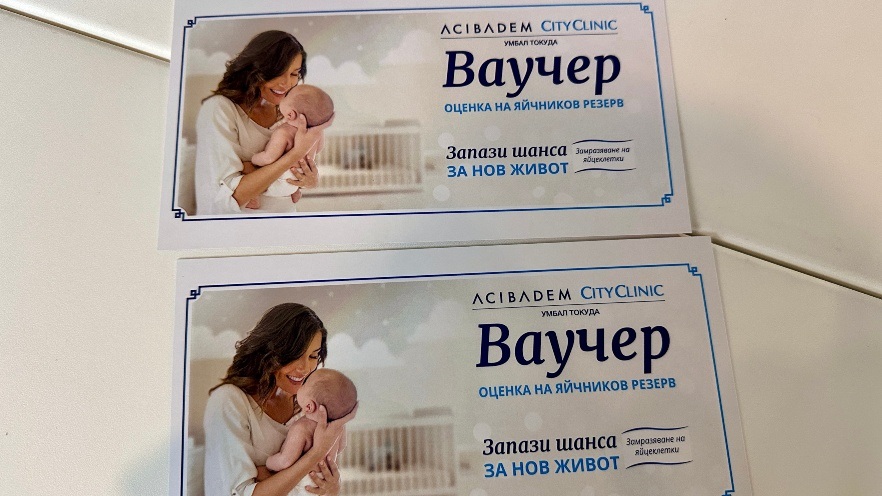 ACIBADEM CITYCLINIC
УМБАЛ ТОКУДА
Ваучер
ОЦЕНКА НА ЯЙЧНИКОВ РЕЗЕРВ
Запази шанса
ЗА НОВ ЖИВОТ
Замразяване на
яйцеклетки
ACIBADEM CITYCLINIC
УМБАЛ ТОКУДА
Ваучер
ОЦЕНКА НА ЯЙЧНИКОВ РЕЗЕРВ
Запази шанса
ЗА НОВ ЖИВОТ
Замразяване на
яйцеклетки